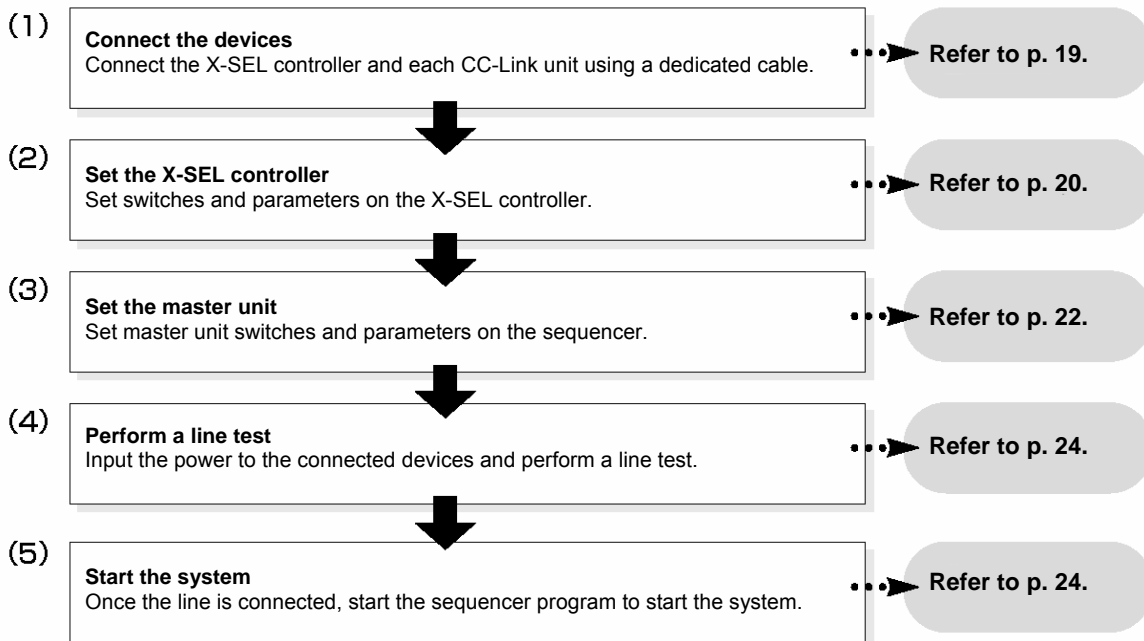 (1)
Connect the devices
Connect the X-SEL controller and each CC-Link unit using a dedicated cable.
Refer to p. 19.
(2)
Set the X-SEL controller
Set switches and parameters on the X-SEL controller.
Refer to p. 20.
(3)
Set the master unit
Set master unit switches and parameters on the sequencer.
Refer to p. 22.
(4)
Perform a line test
Input the power to the connected devices and perform a line test.
Refer to p. 24.
(5)
Start the system
Once the line is connected, start the sequencer program to start the system.
Refer to p. 24.